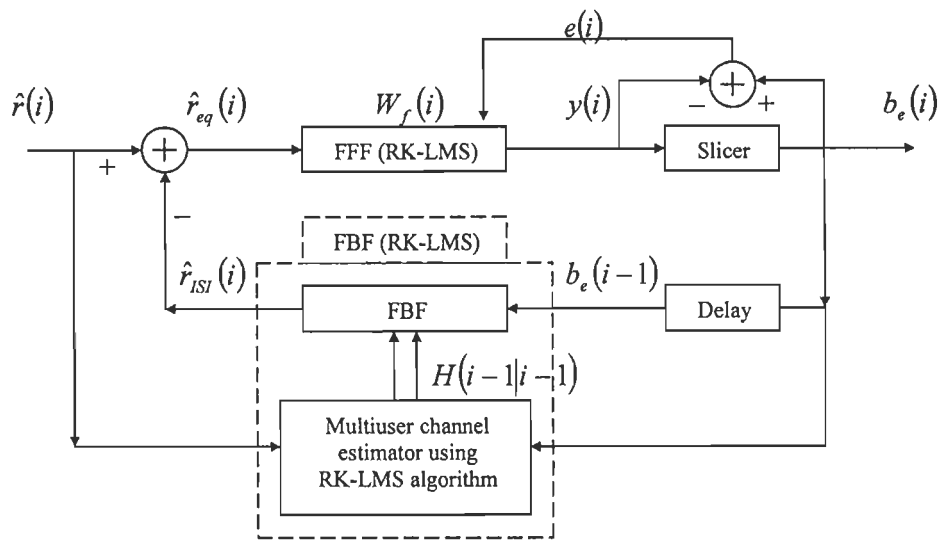 e(i)
r̂(i)
r̂_eq(i)
W_f(i)
y(i)
b_e(i)
+
+
−
+
FFF (RK-LMS)
Slicer
−
FBF (RK-LMS)
r̂_ISI(i)
b_e(i−1)
FBF
Delay
H(i−1|i−1)
Multiuser channel
estimator using
RK-LMS algorithm
+